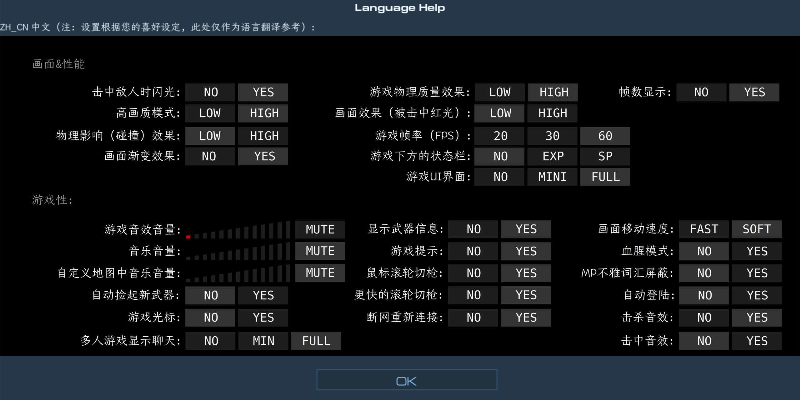 Language Help
ZH_CN 中文（注：设置根据您的喜好设定，此处仅作为语言翻译参考）：
画面&性能
击中敌人时闪光： NO YES 游戏物理质量效果： LOW HIGH 帧数显示： NO YES
高画质模式： LOW HIGH 画面效果（被击中红光）： LOW HIGH
物理影响（碰撞）效果： LOW HIGH 游戏帧率（FPS）： 20 30 60
画面渐变效果： NO YES 游戏下方的状态栏： NO EXP SP
游戏UI界面： NO MINI FULL
游戏性：
游戏音效音量： MUTE 显示武器信息： NO YES 画面移动速度： FAST SOFT
音乐音量： MUTE 游戏提示： NO YES 血腥模式： NO YES
自定义地图中音乐音量： MUTE 鼠标滚轮切枪： NO YES MP不雅词汇屏蔽： NO YES
自动捡起新武器： NO YES 更快的滚轮切枪： NO YES 自动登陆： NO YES
游戏光标： NO YES 断网重新连接： NO YES 击杀音效： NO YES
多人游戏显示聊天： NO MIN FULL 击中音效： NO YES
OK